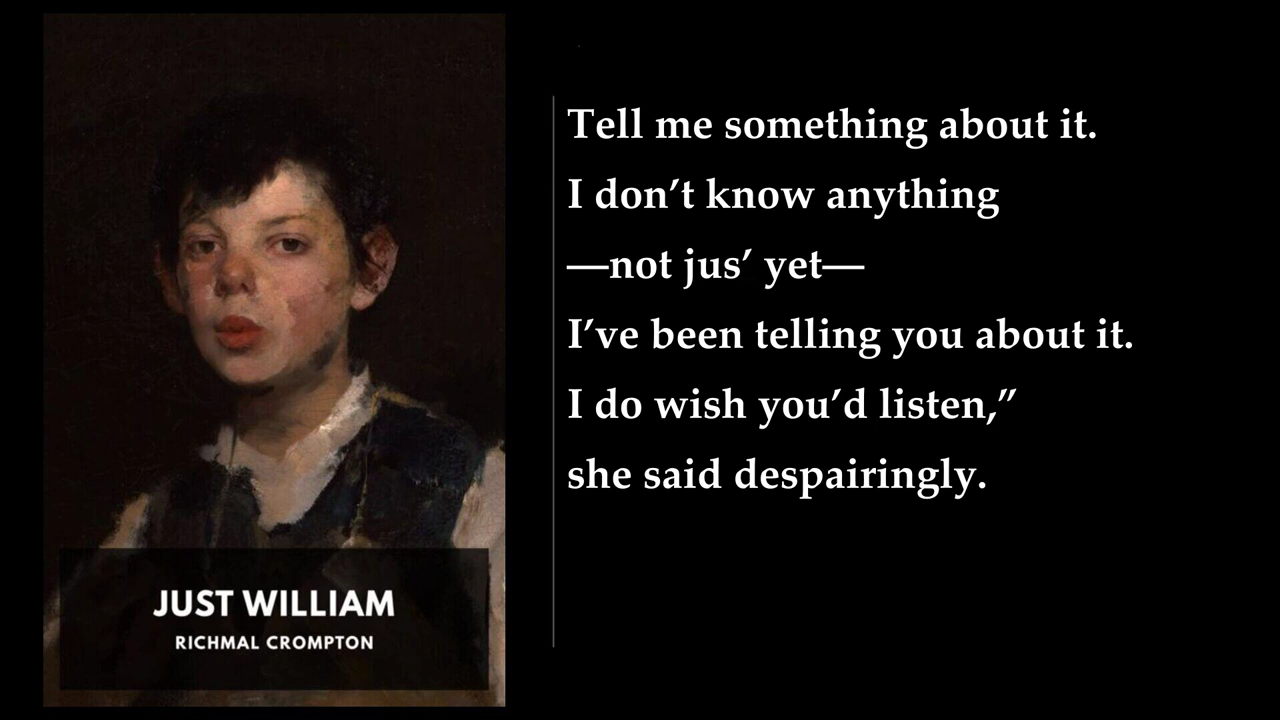 JUST WILLIAM
RICHMAL CROMPTON
Tell me something about it.
I don’t know anything
—not jus’ yet—
I’ve been telling you about it.
I do wish you’d listen,”
she said despairingly.